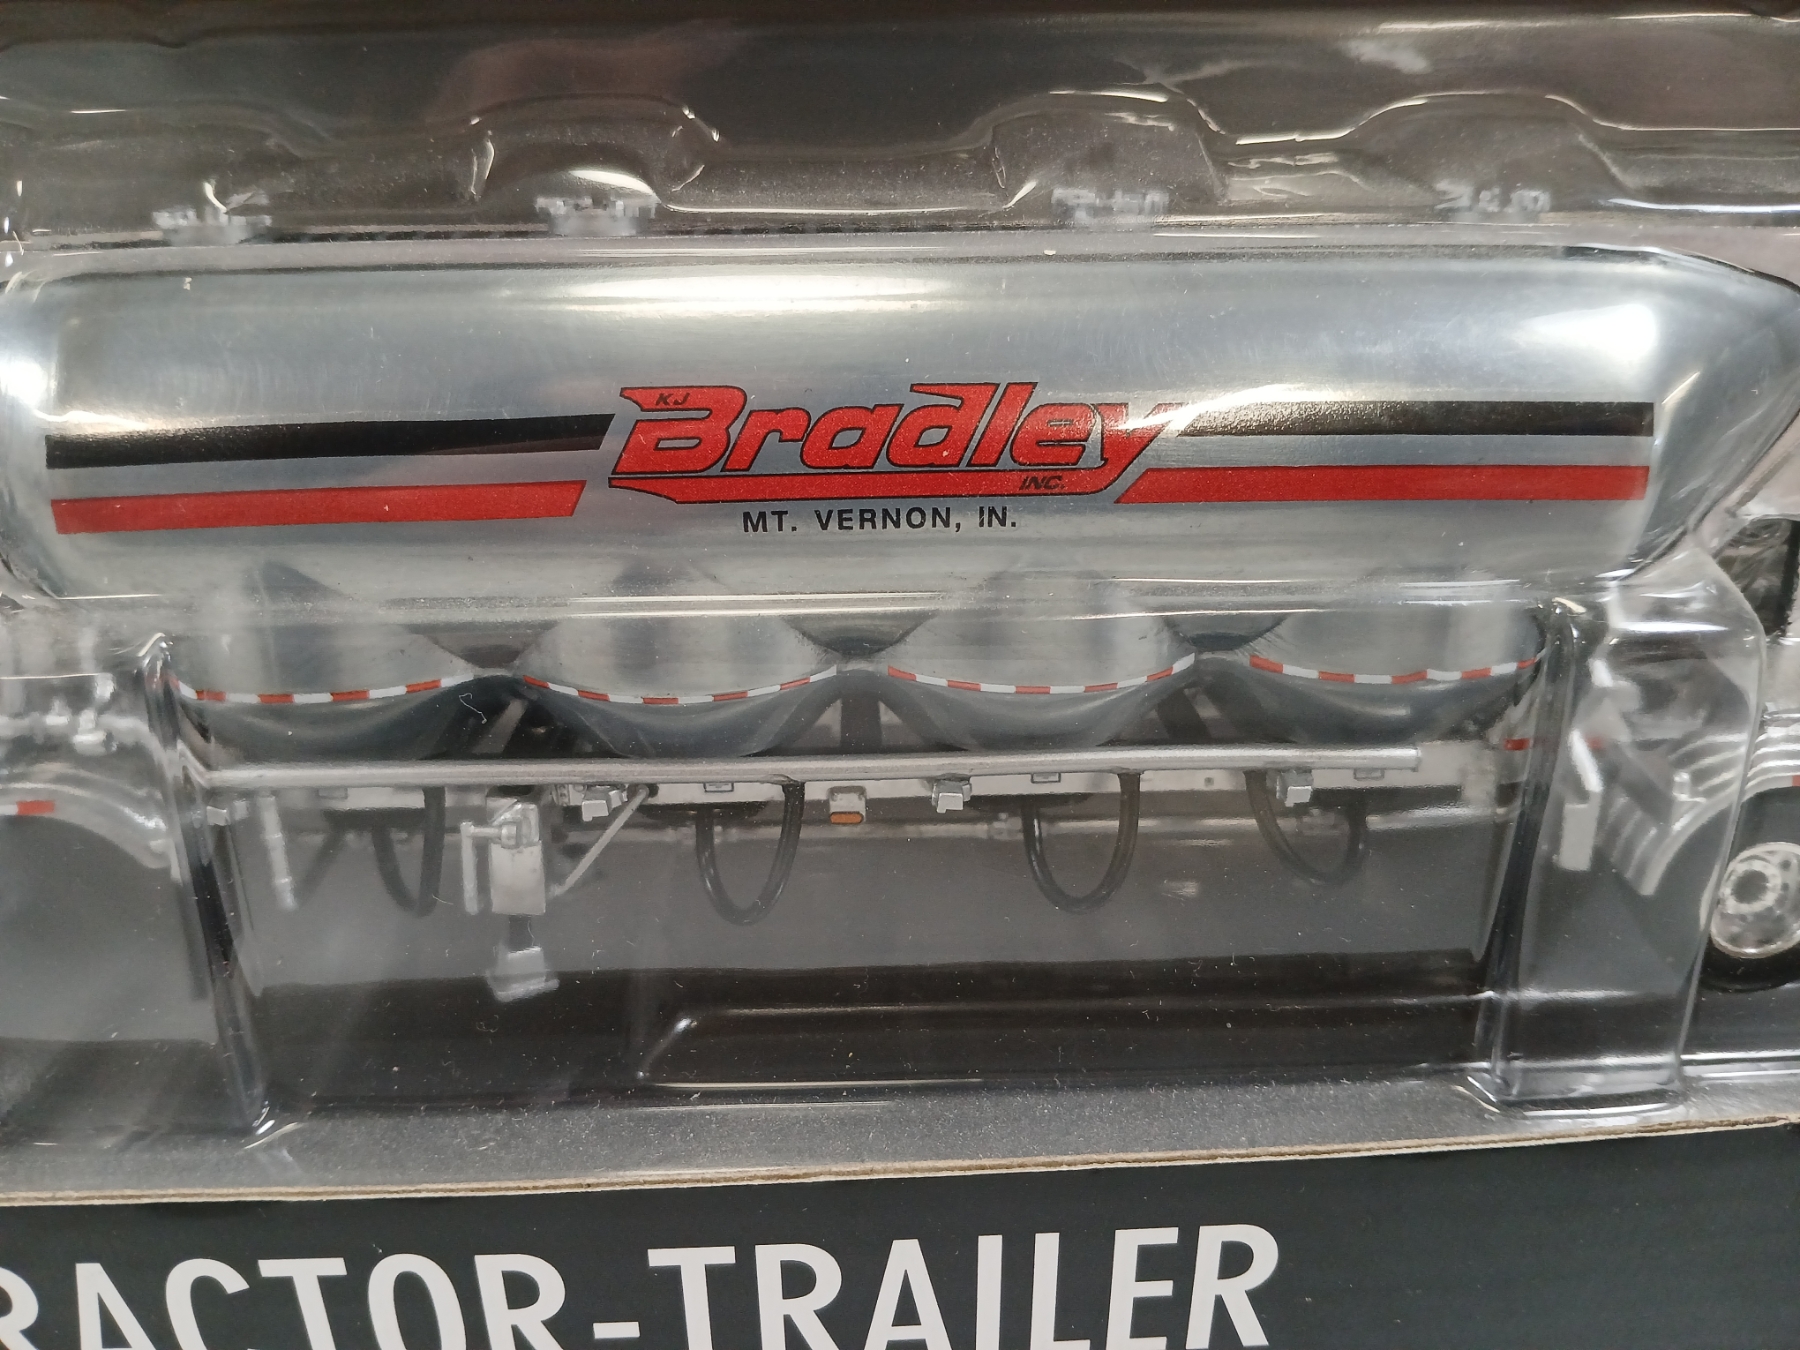 KJ
Bradley
INC.
MT. VERNON, IN.
RACTOR-TRAILER